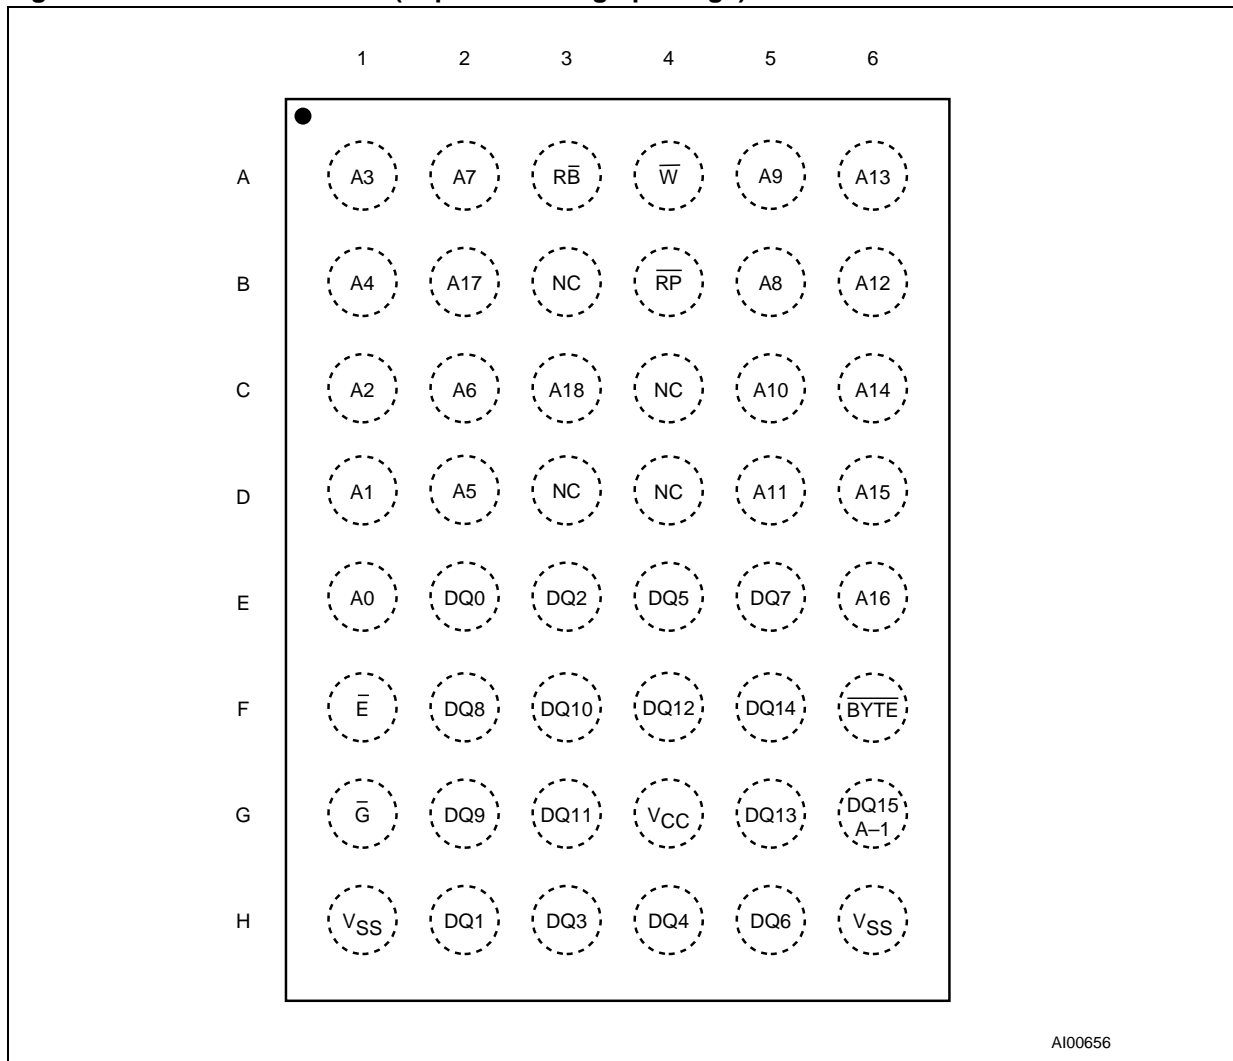 1 2 3 4 5 6
A A3 A7 RB̅ W̅ A9 A13
B A4 A17 NC R̅P̅ A8 A12
C A2 A6 A18 NC A10 A14
D A1 A5 NC NC A11 A15
E A0 DQ0 DQ2 DQ5 DQ7 A16
F E̅ DQ8 DQ10 DQ12 DQ14 B̅Y̅T̅E̅
G G̅ DQ9 DQ11 VCC DQ13 DQ15
A–1
H VSS DQ1 DQ3 DQ4 DQ6 VSS
AI00656